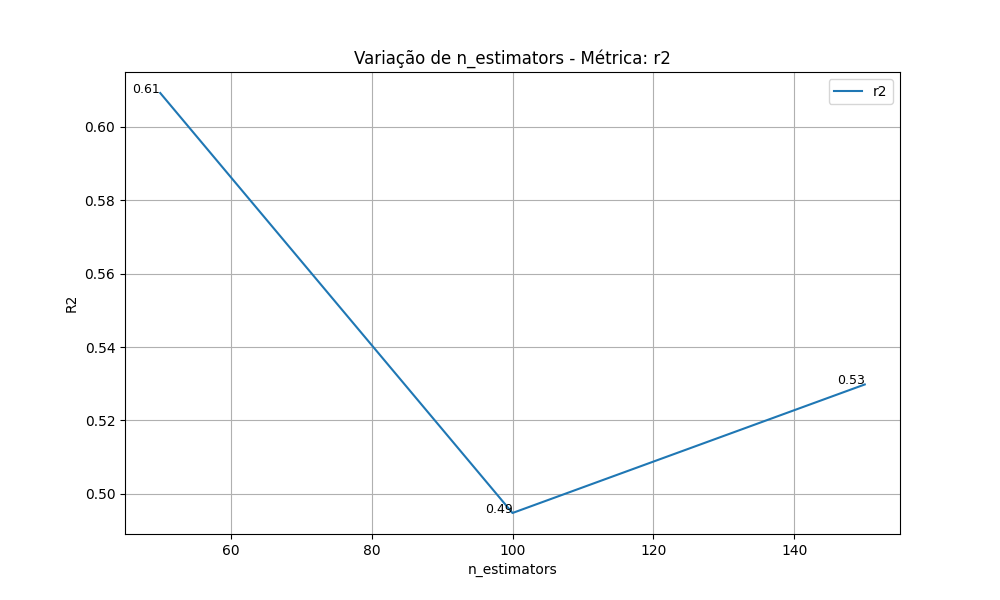 Variação de n_estimators - Métrica: r2
r2
0.61
0.60
0.58
0.56
0.54
0.52
0.50
R2
0.53
0.49
60 80 100 120 140
n_estimators